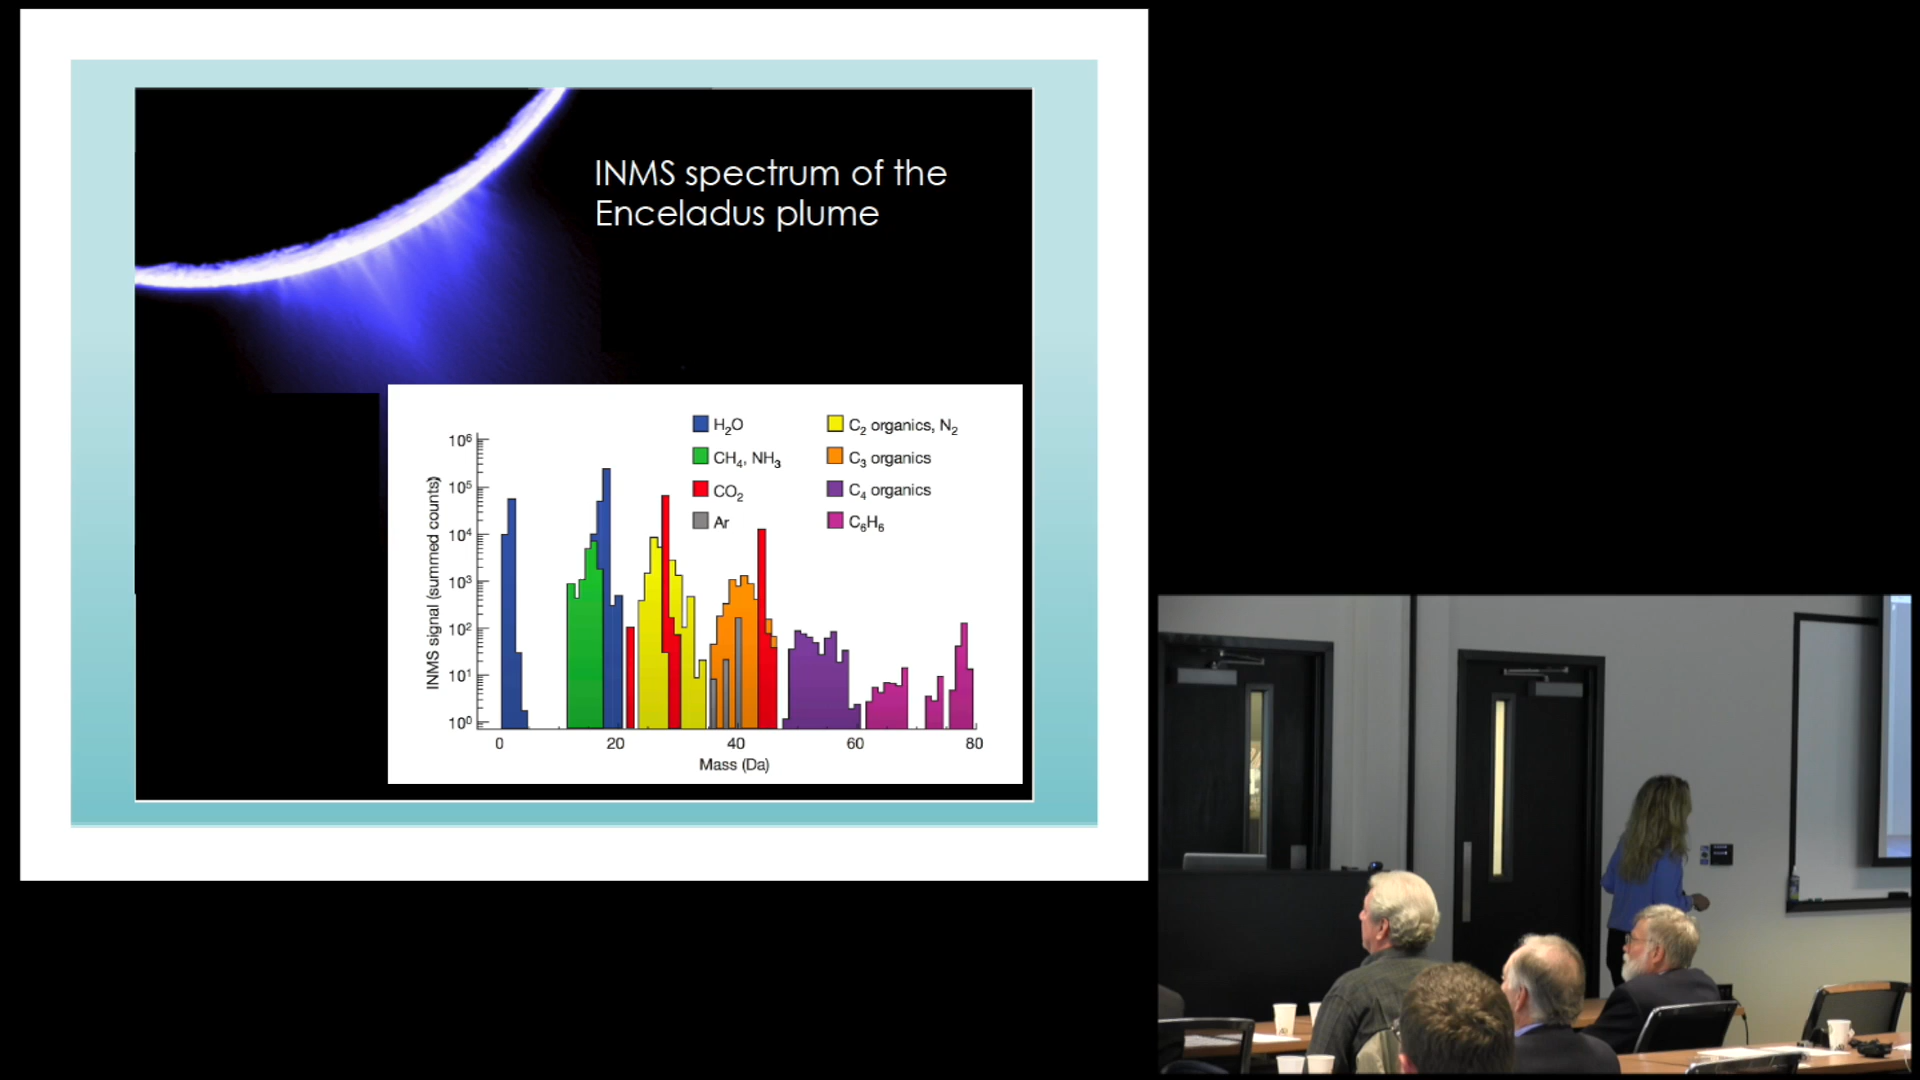 INMS spectrum of the
Enceladus plume
H₂O
CH₄, NH₃
CO₂
Ar
C₂ organics, N₂
C₃ organics
C₄ organics
C₆H₆
INMS signal (summed counts)
10⁶
10⁵
10⁴
10³
10²
10¹
10⁰
0 20 40 60 80
Mass (Da)